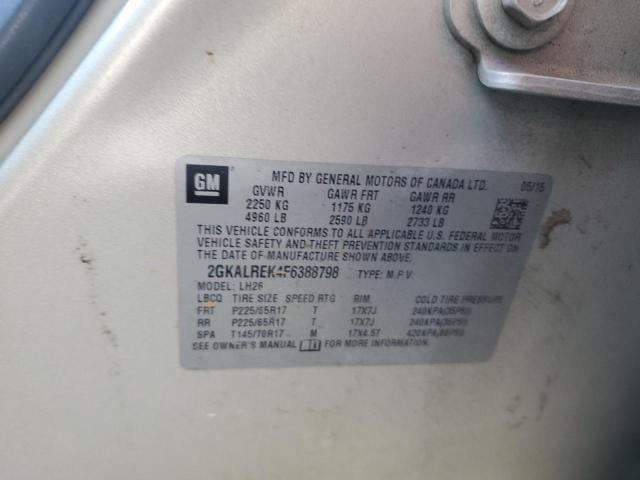 GM
MFD BY GENERAL MOTORS OF CANADA LTD. 05/15
GVWR GAWR FRT GAWR RR
2250 KG 1175 KG 1240 KG
4960 LB 2590 LB 2733 LB
THIS VEHICLE CONFORMS TO ALL APPLICABLE U.S. FEDERAL MOTOR
VEHICLE SAFETY AND THEFT PREVENTION STANDARDS IN EFFECT ON
THE DATE OF MANUFACTURE SHOWN ABOVE.
2GKALREK4F6388798 TYPE: M.P.V.
MODEL: LH26
LBCQ TIRE SIZE SPEED RTG RIM COLD TIRE PRESSURE
FRT P225/65R17 T 17X7J 240KPA(35PSI)
RR P225/65R17 T 17X7J 240KPA(35PSI)
SPA T145/70R17 M 17X4.5T 420KPA(60PSI)
SEE OWNER'S MANUAL FOR MORE INFORMATION.